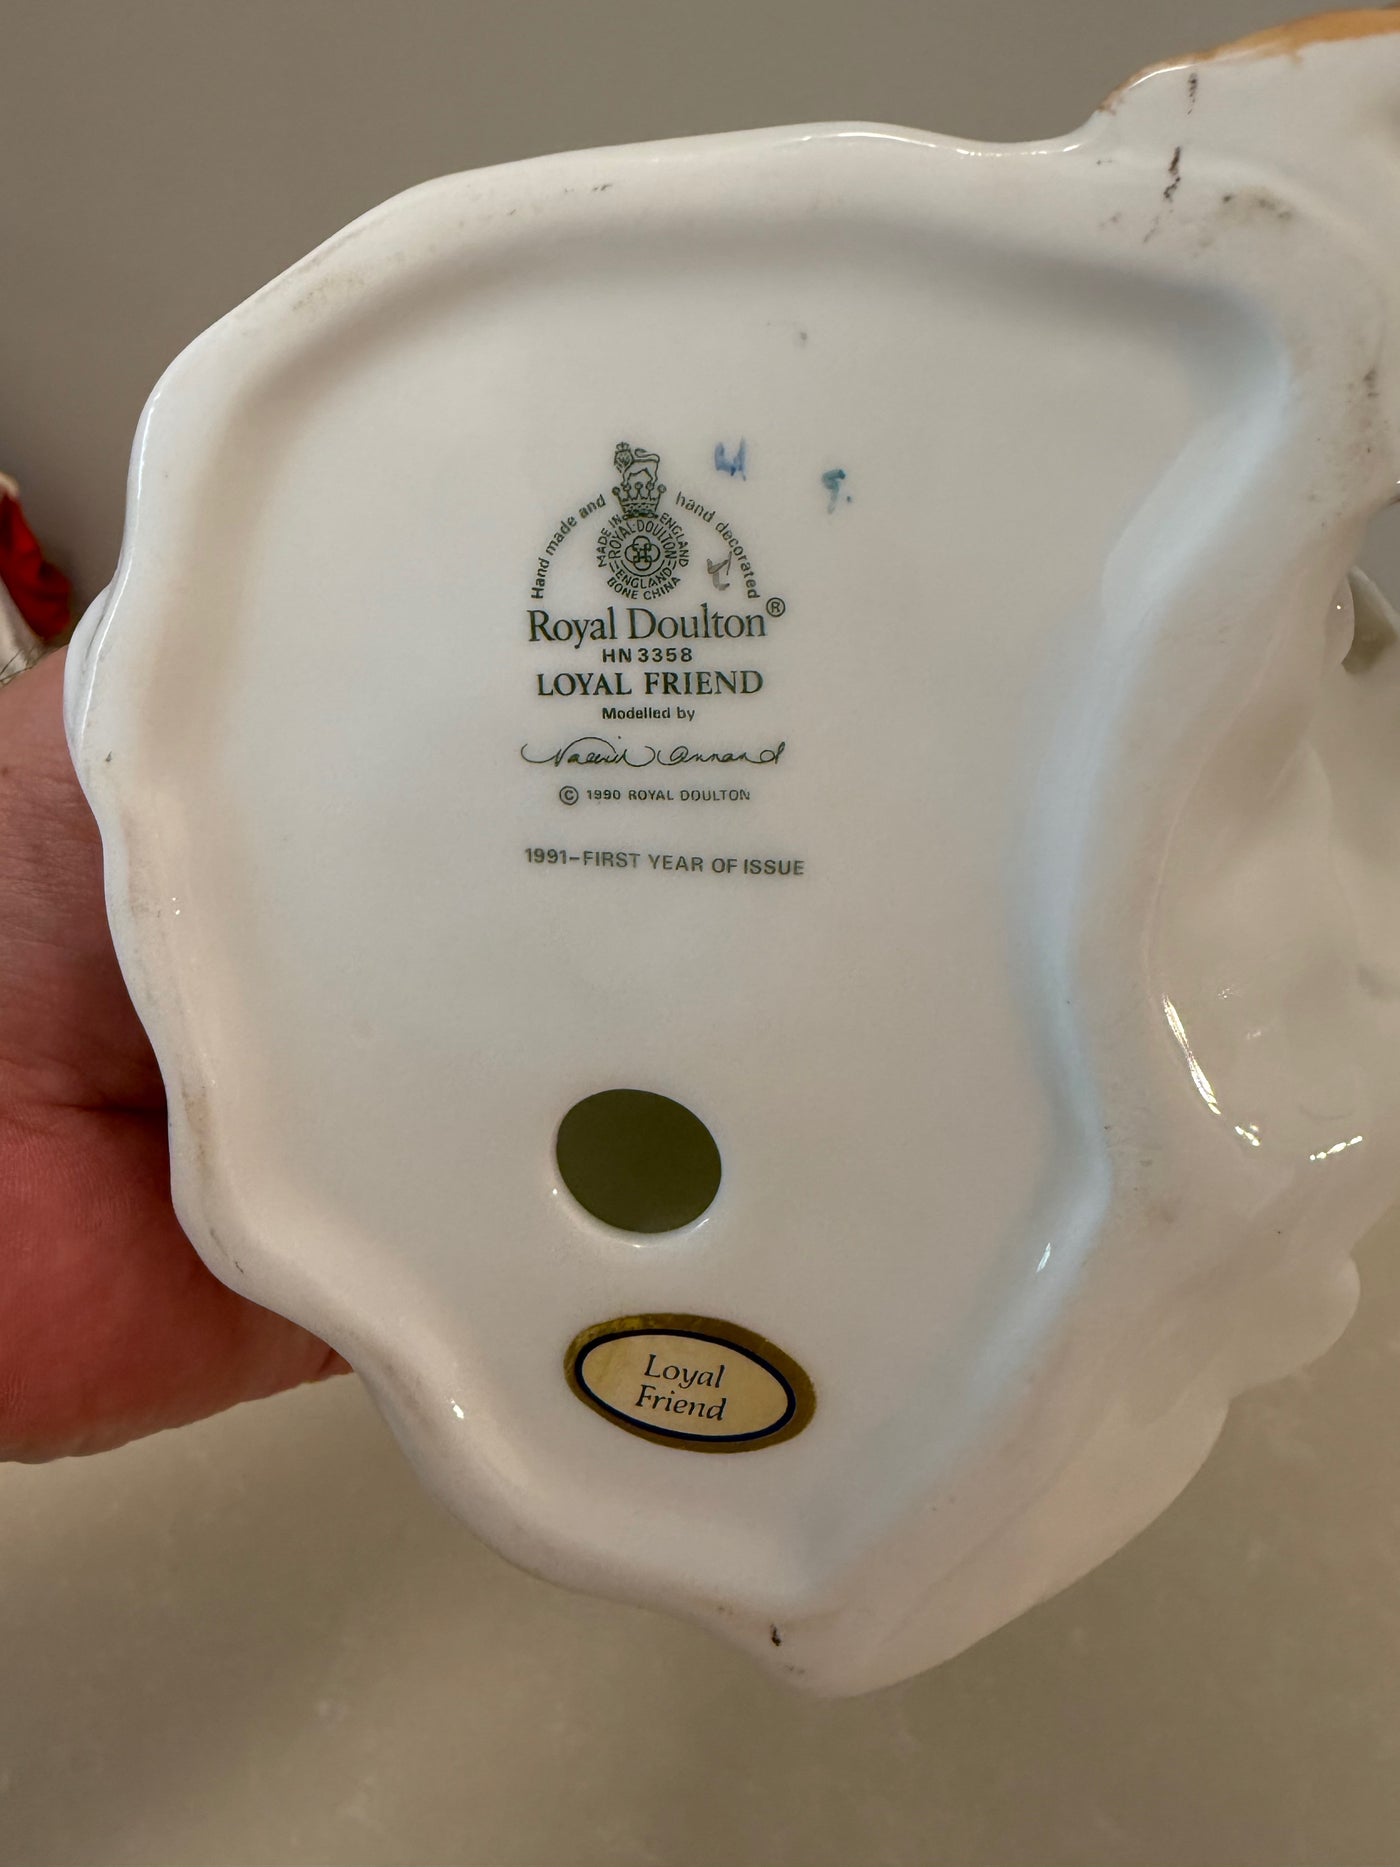 Hand made and hand decorated
MADE IN ENGLAND
ROYAL-DOULTON
ENGLAND
BONE CHINA
Royal Doulton®
HN 3358
LOYAL FRIEND
Modelled by
© 1990 ROYAL DOULTON
1991-FIRST YEAR OF ISSUE
Loyal
Friend